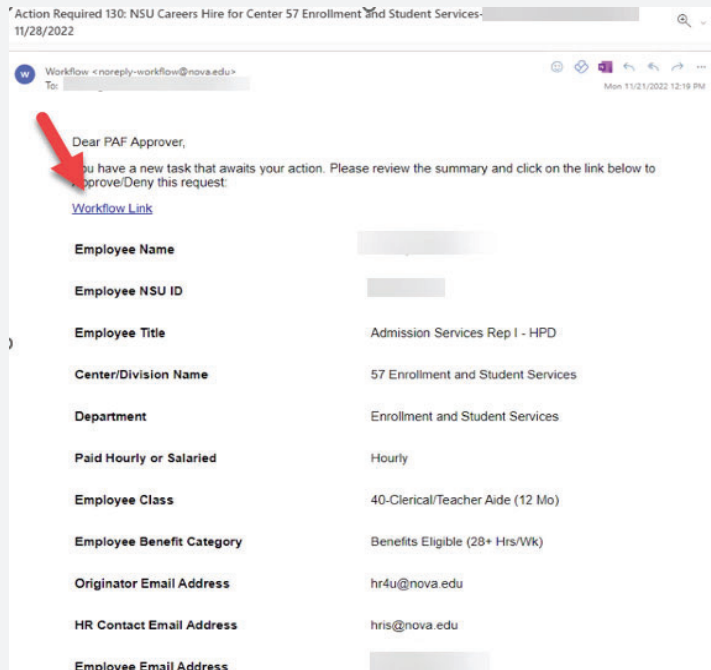 Action Required 130: NSU Careers Hire for Center 57 Enrollment and Student Services-
11/28/2022
W
Workflow <noreply-workflow@nova.edu>
To:
Mon 11/21/2022 12:19 PM
Dear PAF Approver,
ou have a new task that awaits your action. Please review the summary and click on the link below to
pprove/Deny this request:
Workflow Link
Employee Name
Employee NSU ID
Employee Title Admission Services Rep I - HPD
Center/Division Name 57 Enrollment and Student Services
Department Enrollment and Student Services
Paid Hourly or Salaried Hourly
Employee Class 40-Clerical/Teacher Aide (12 Mo)
Employee Benefit Category Benefits Eligible (28+ Hrs/Wk)
Originator Email Address hr4u@nova.edu
HR Contact Email Address hris@nova.edu
Employee Email Address